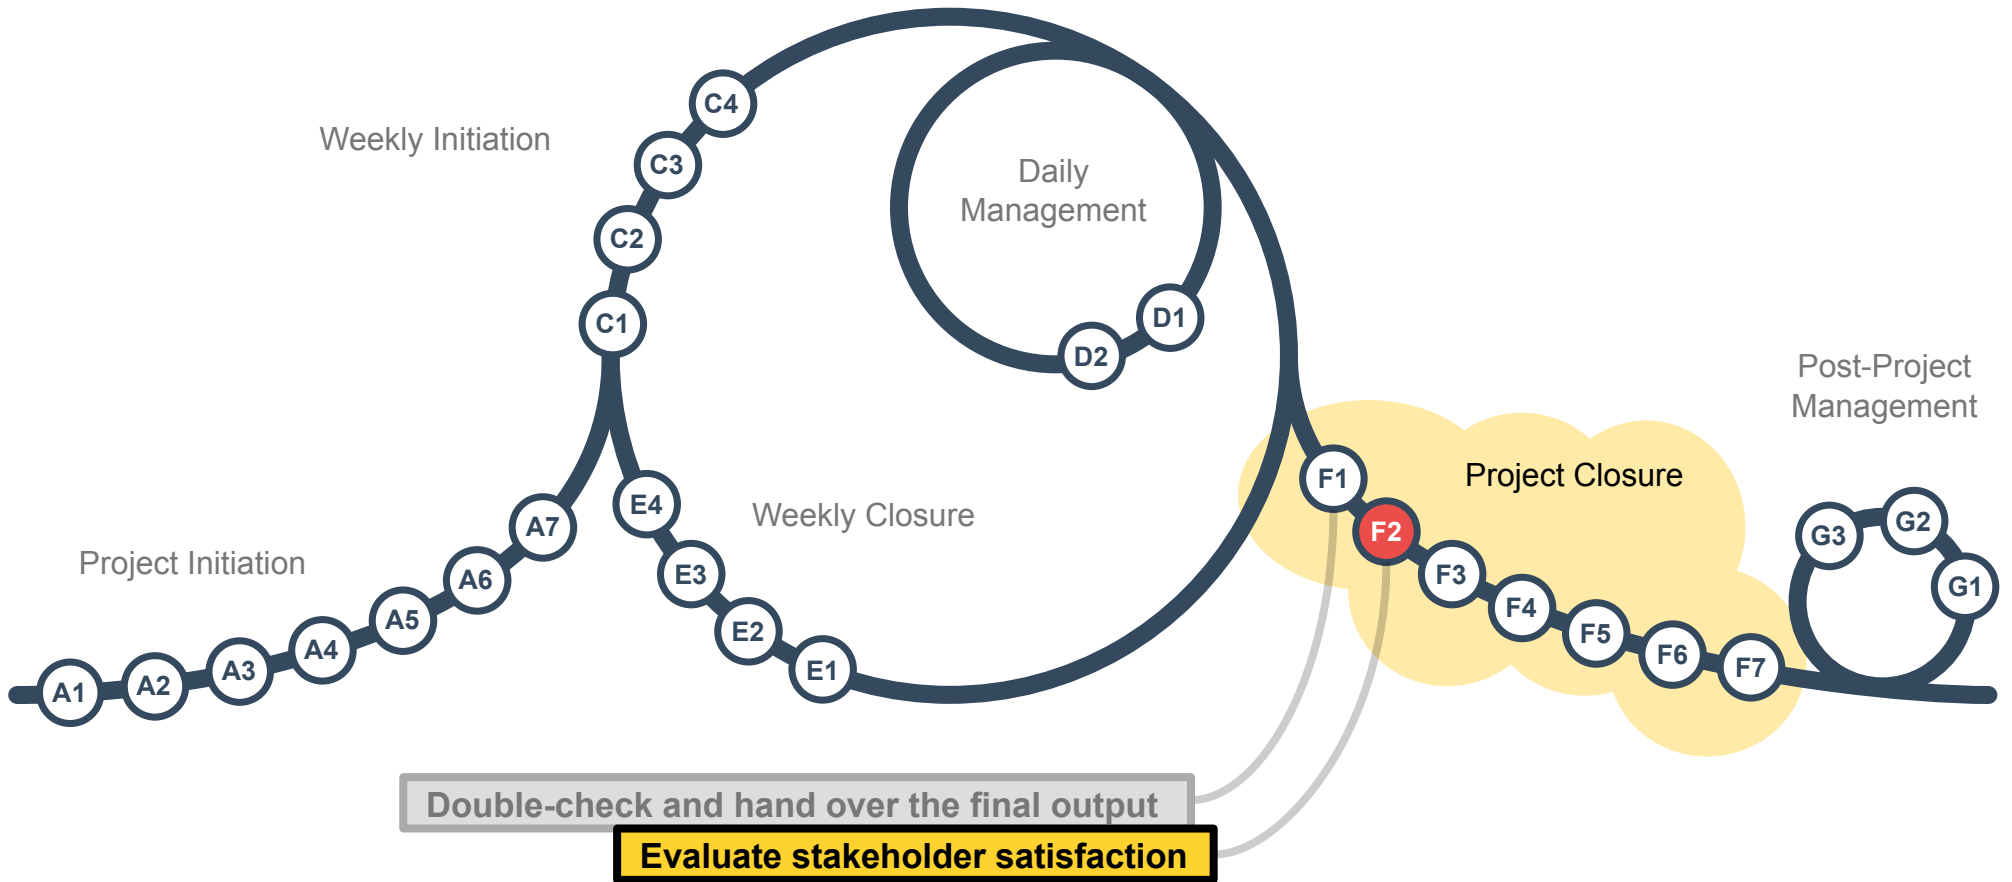 Weekly Initiation
C4
C3
C2
C1
Daily
Management
D1
D2
Post-Project
Management
Project Initiation
A1
A2
A3
A4
A5
A6
A7
Weekly Closure
E4
E3
E2
E1
Project Closure
F1
F2
F3
F4
F5
F6
F7
G3
G2
G1
Double-check and hand over the final output
Evaluate stakeholder satisfaction